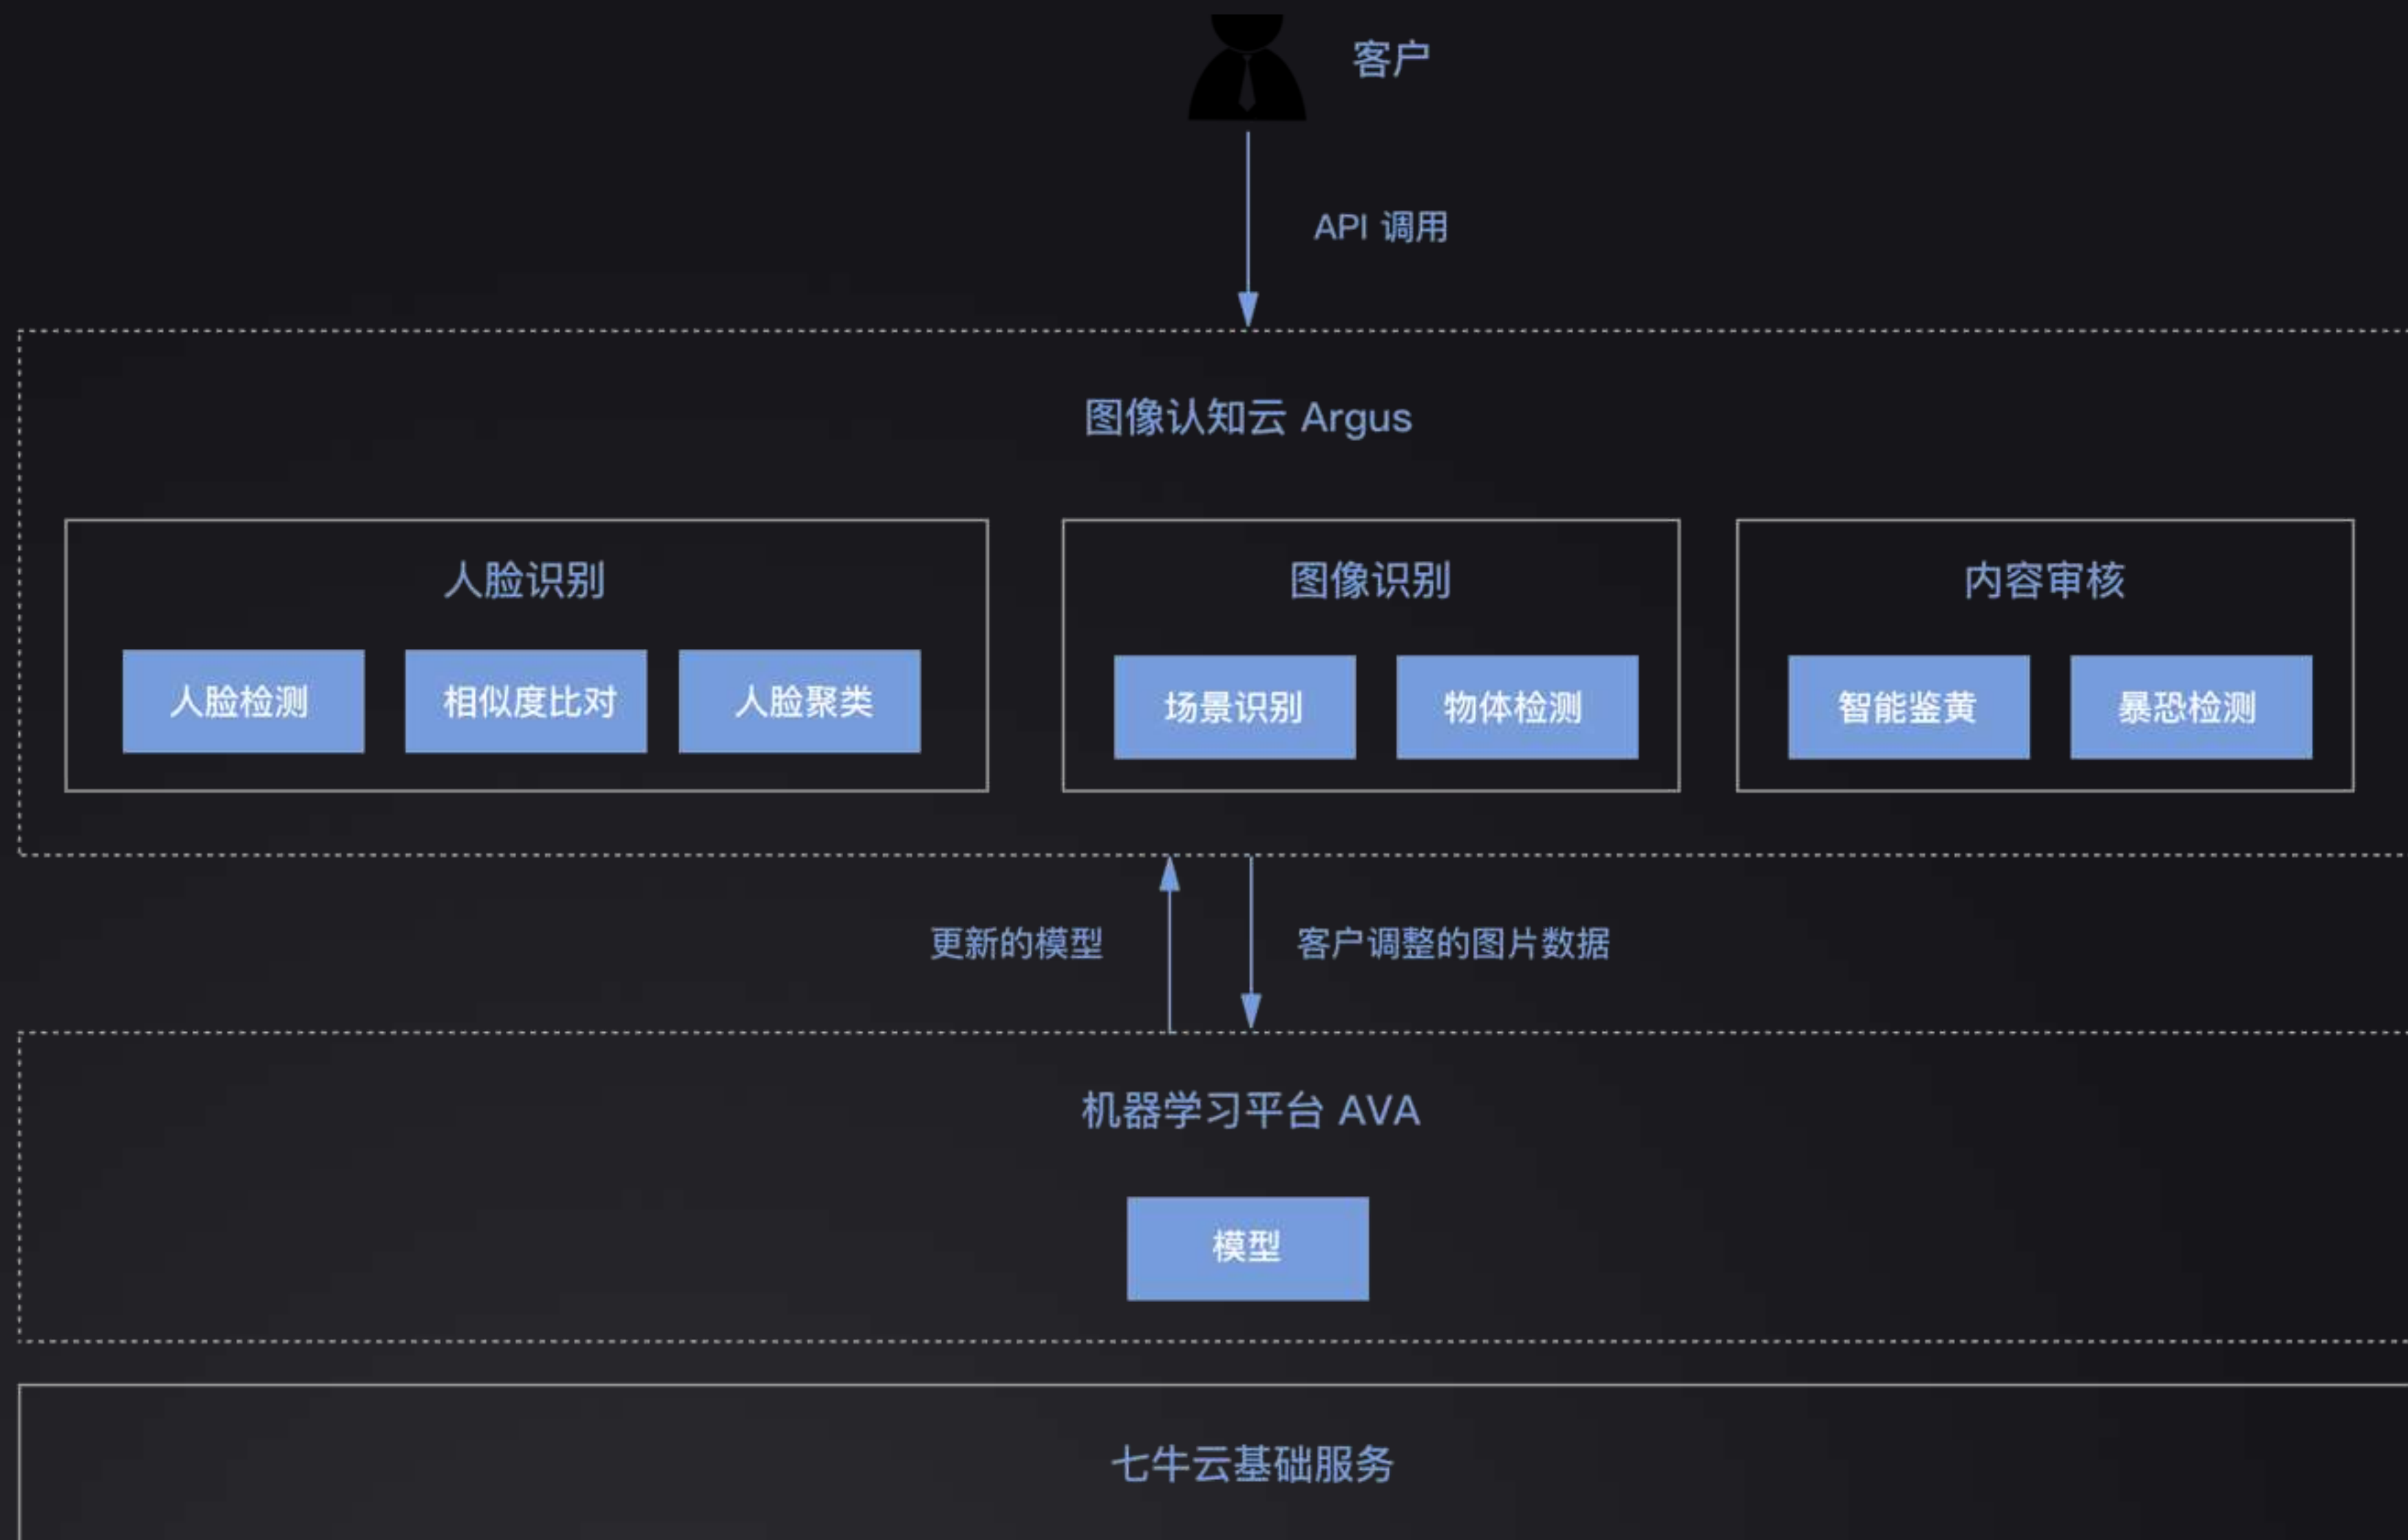 客户
API 调用
图像认知云 Argus
人脸识别
人脸检测
相似度比对
人脸聚类
图像识别
场景识别
物体检测
内容审核
智能鉴黄
暴恐检测
更新的模型
客户调整的图片数据
机器学习平台 AVA
模型
七牛云基础服务